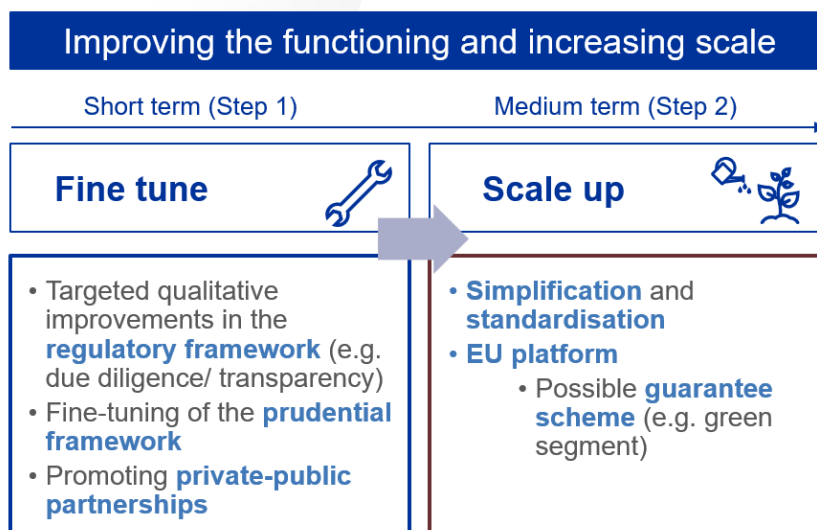 Improving the functioning and increasing scale
Short term (Step 1)
Medium term (Step 2)
Fine tune
Scale up
• Targeted qualitative
improvements in the
regulatory framework (e.g.
due diligence/ transparency)
• Fine-tuning of the prudential
framework
• Promoting private-public
partnerships
• Simplification and
standardisation
• EU platform
• Possible guarantee
scheme (e.g. green
segment)